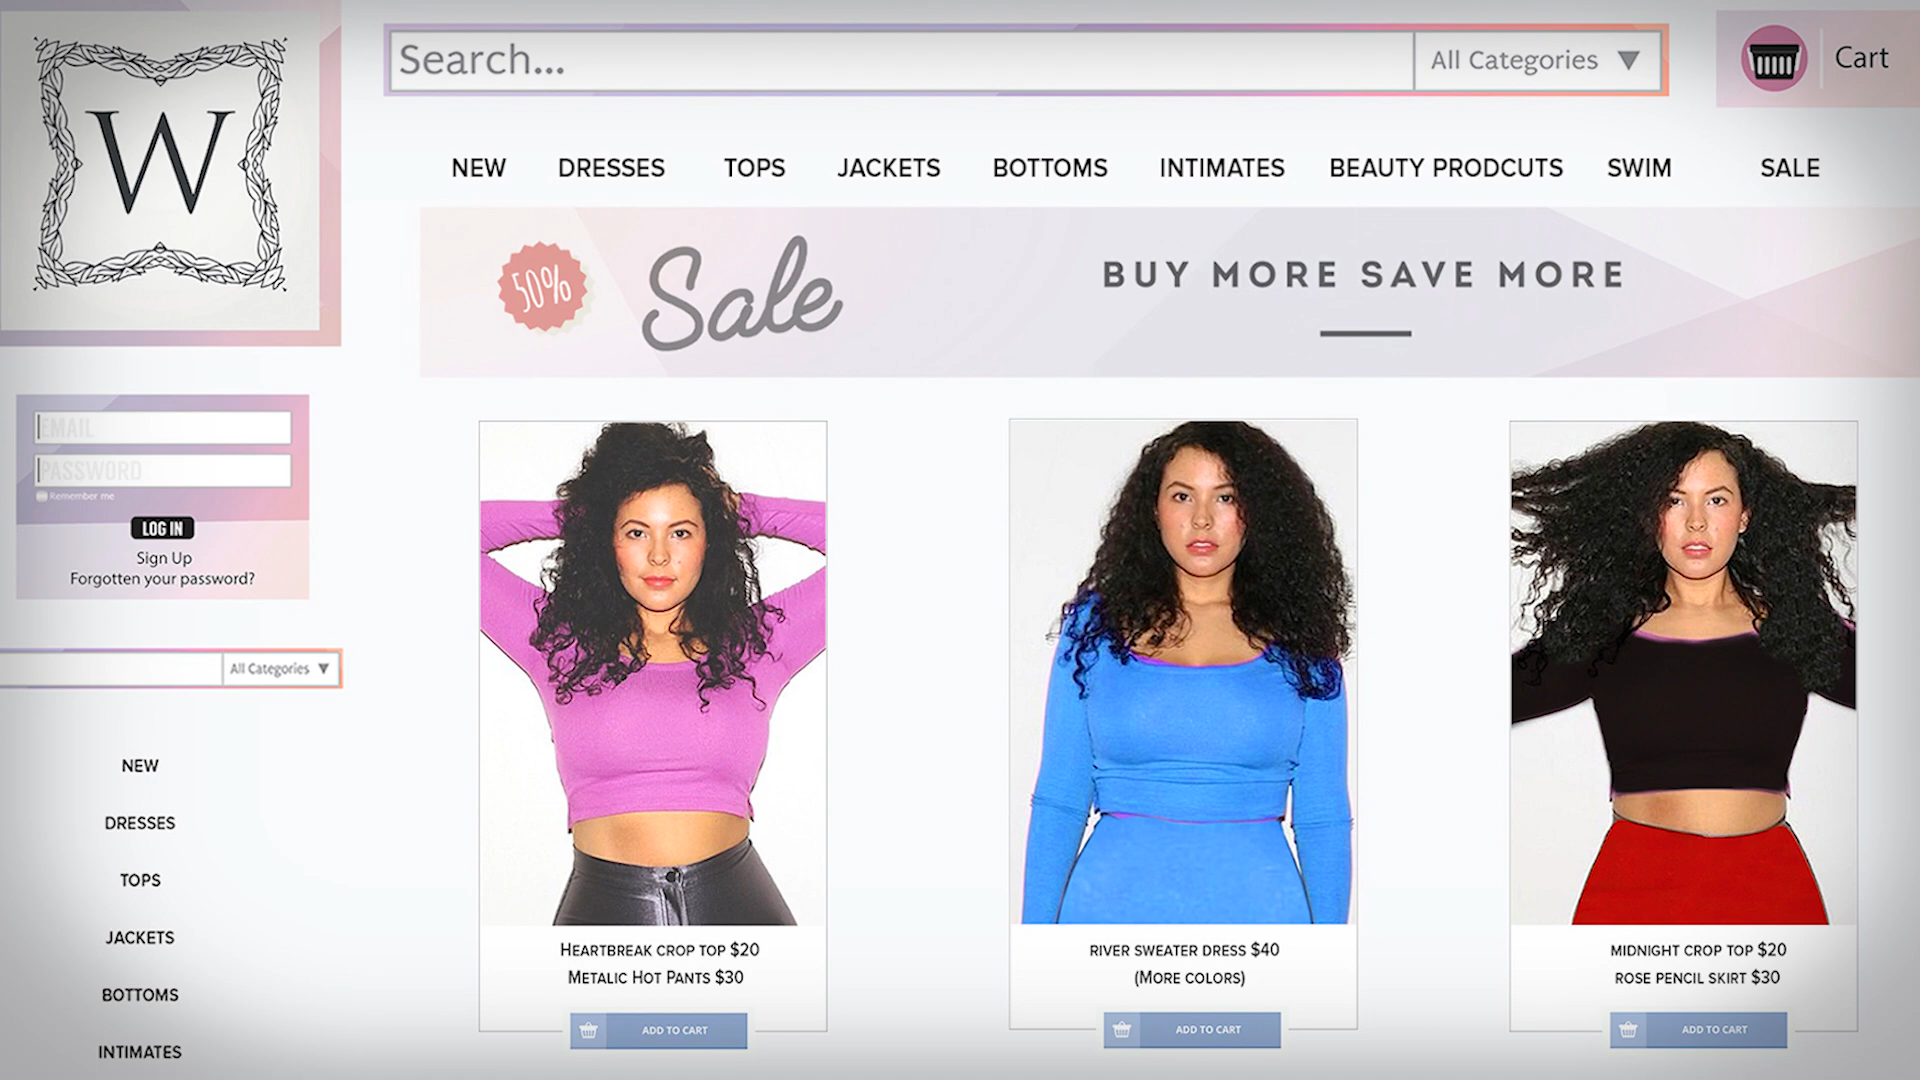 W
Search...
All Categories
Cart
NEW DRESSES TOPS JACKETS BOTTOMS INTIMATES BEAUTY PRODCUTS SWIM SALE
50%
Sale
BUY MORE SAVE MORE
EMAIL
PASSWORD
Remember me
LOG IN
Sign Up
Forgotten your password?
All Categories
NEW
DRESSES
TOPS
JACKETS
BOTTOMS
INTIMATES
HEARTBREAK CROP TOP $20
METALIC HOT PANTS $30
ADD TO CART
RIVER SWEATER DRESS $40
(MORE COLORS)
ADD TO CART
MIDNIGHT CROP TOP $20
ROSE PENCIL SKIRT $30
ADD TO CART